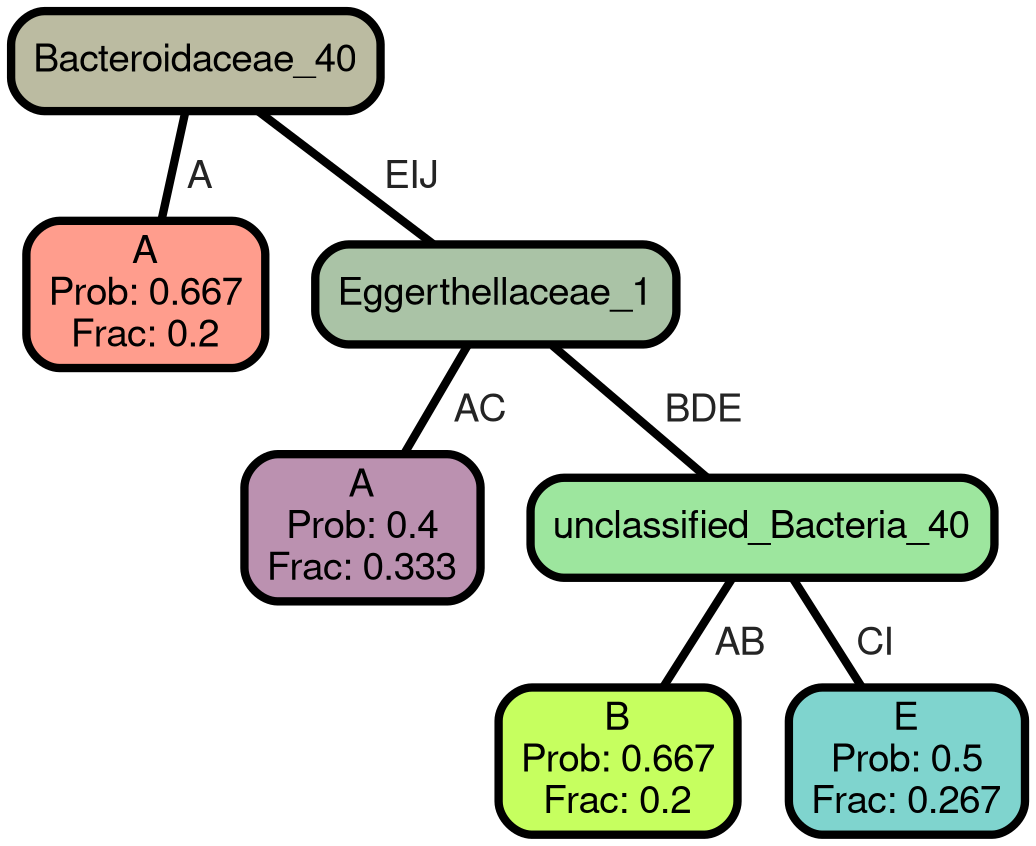 Bacteroidaceae_40
A
EIJ
A
Prob: 0.667
Frac: 0.2
Eggerthellaceae_1
AC
BDE
A
Prob: 0.4
Frac: 0.333
unclassified_Bacteria_40
AB
CI
B
Prob: 0.667
Frac: 0.2
E
Prob: 0.5
Frac: 0.267